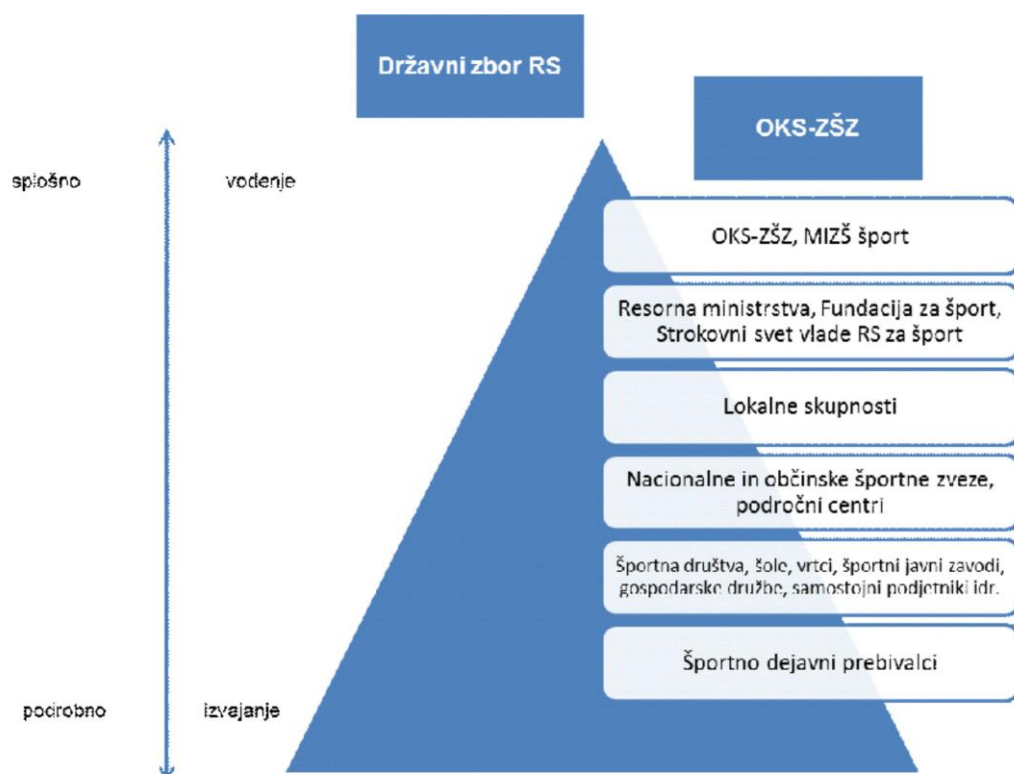 Državni zbor RS
OKS-ZŠZ
splošno
vodenje
OKS-ZŠZ, MIZŠ šport
Resorna ministrstva, Fundacija za šport,
Strokovni svet vlade RS za šport
Lokalne skupnosti
Nacionalne in občinske športne zveze,
področni centri
Športna društva, šole, vrtci, športni javni zavodi,
gospodarske družbe, samostojni podjetniki idr.
Športno dejavni prebivalci
podrobno
izvajanje